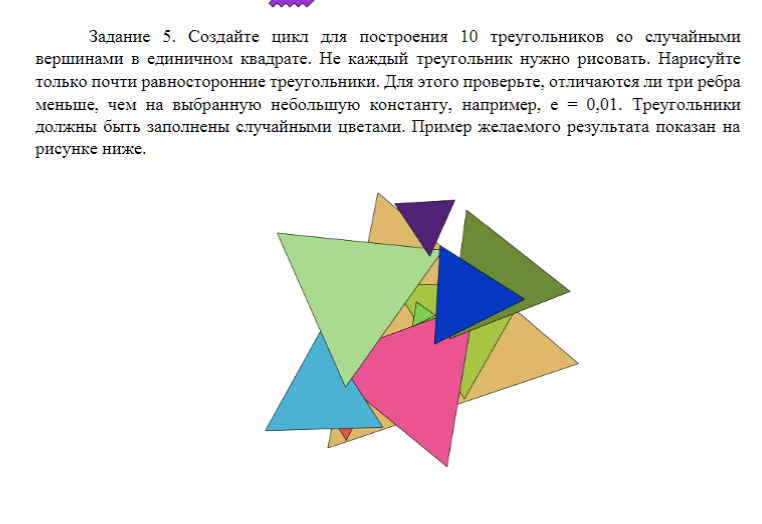 Задание 5. Создайте цикл для построения 10 треугольников со случайными
вершинами в единичном квадрате. Не каждый треугольник нужно рисовать. Нарисуйте
только почти равносторонние треугольники. Для этого проверьте, отличаются ли три ребра
меньше, чем на выбранную небольшую константу, например, e = 0,01. Треугольники
должны быть заполнены случайными цветами. Пример желаемого результата показан на
рисунке ниже.